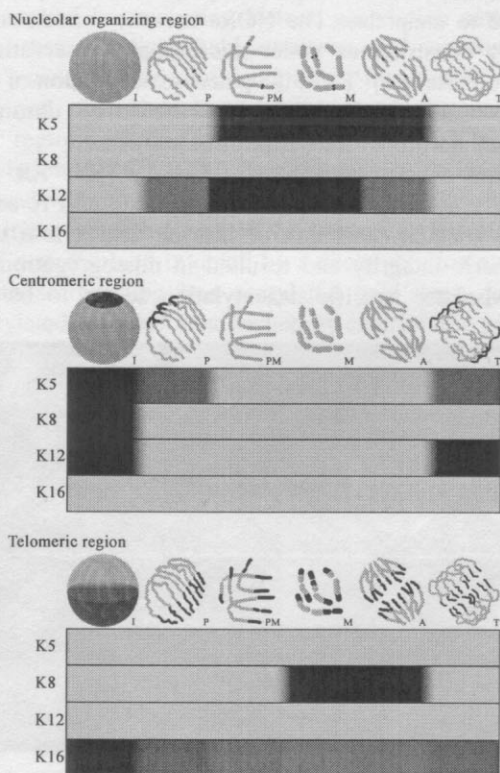 Nucleolar organizing region
I P PM M A T
K5
K8
K12
K16
Centromeric region
I P PM M A T
K5
K8
K12
K16
Telomeric region
I P PM M A T
K5
K8
K12
K16